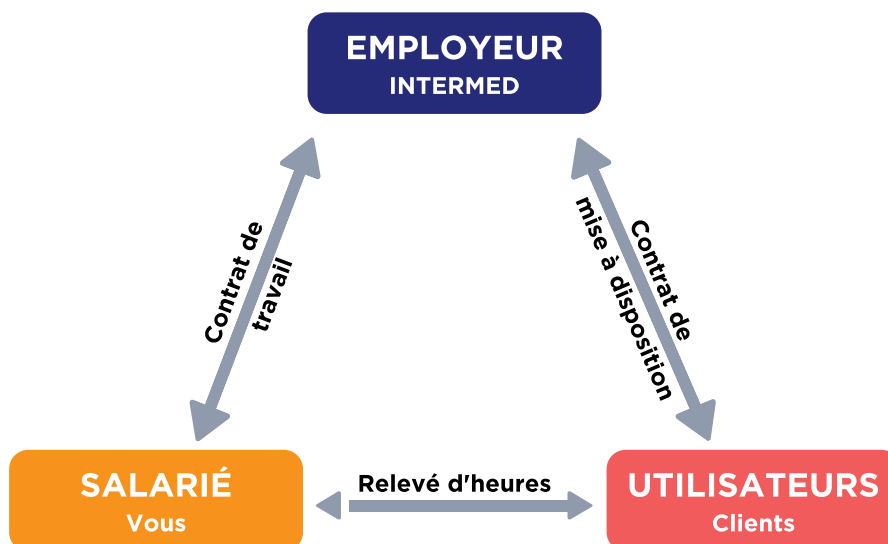 EMPLOYEUR
INTERMED
Contrat de
travail
Contrat de
mise à disposition
Relevé d'heures
SALARIÉ
Vous
UTILISATEURS
Clients